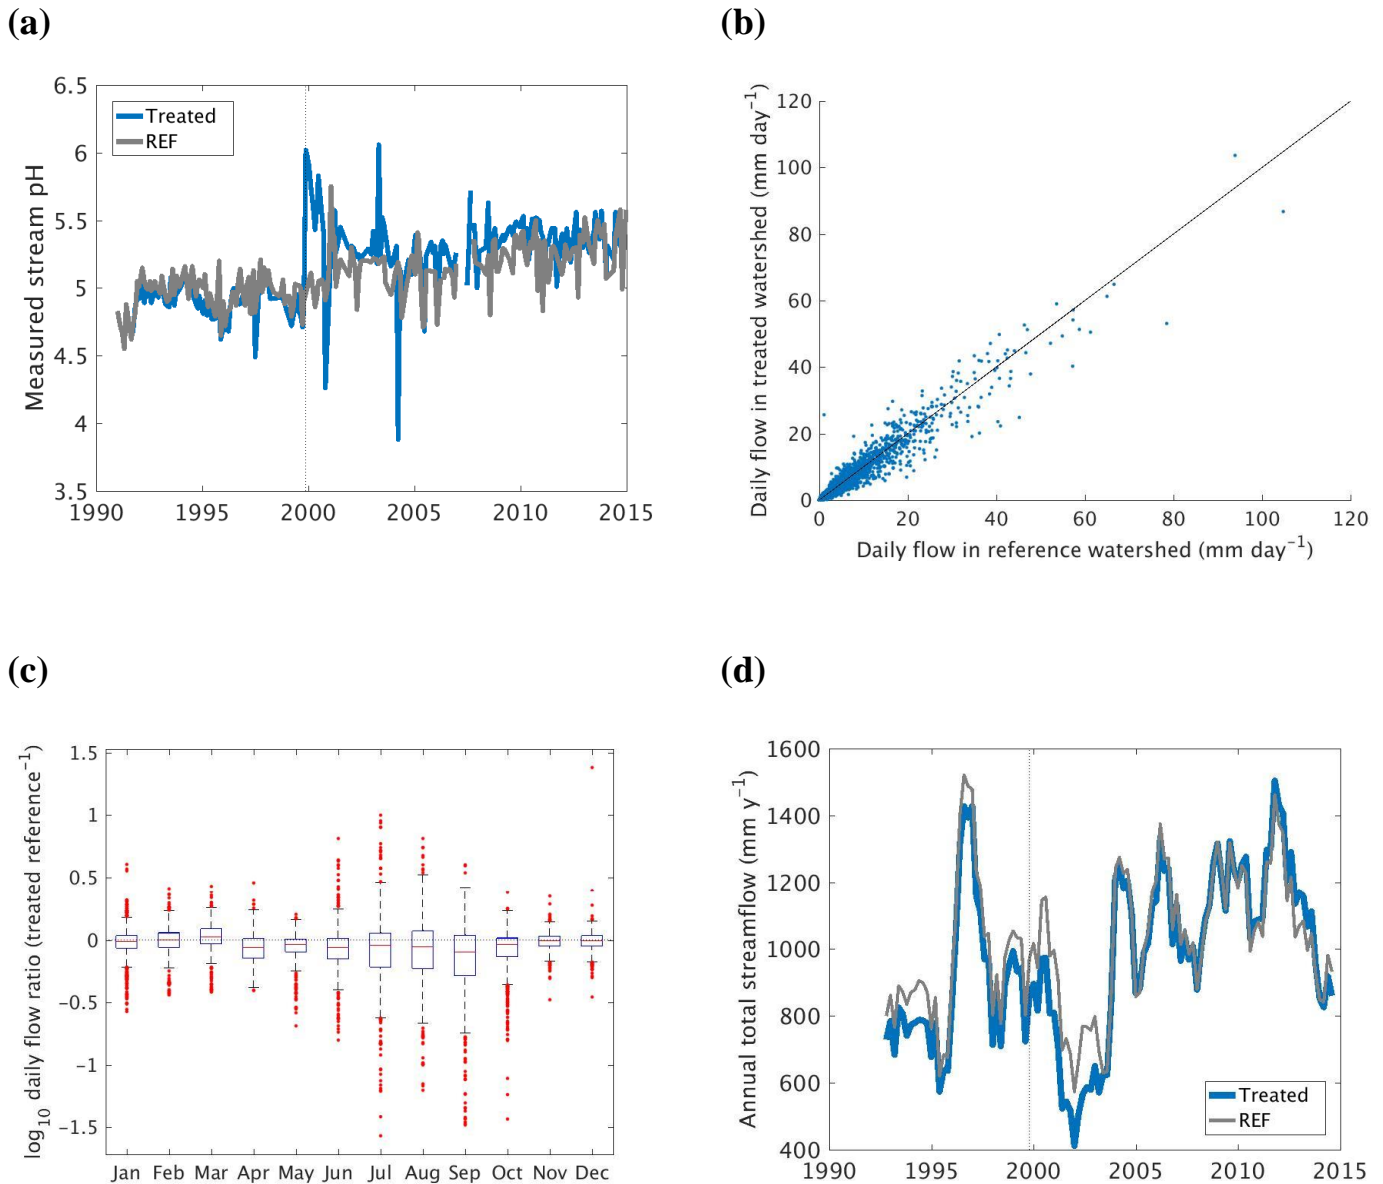 (a)
6.5
6
5.5
5
4.5
4
3.5
Measured stream pH
Treated
REF
1990 1995 2000 2005 2010 2015
(b)
120
100
80
60
40
20
0
Daily flow in treated watershed (mm day⁻¹)
0 20 40 60 80 100 120
Daily flow in reference watershed (mm day⁻¹)
(c)
1.5
1
0.5
0
-0.5
-1
-1.5
log₁₀ daily flow ratio (treated reference⁻¹)
Jan Feb Mar Apr May Jun Jul Aug Sep Oct Nov Dec
(d)
1600
1400
1200
1000
800
600
400
Annual total streamflow (mm y⁻¹)
Treated
REF
1990 1995 2000 2005 2010 2015